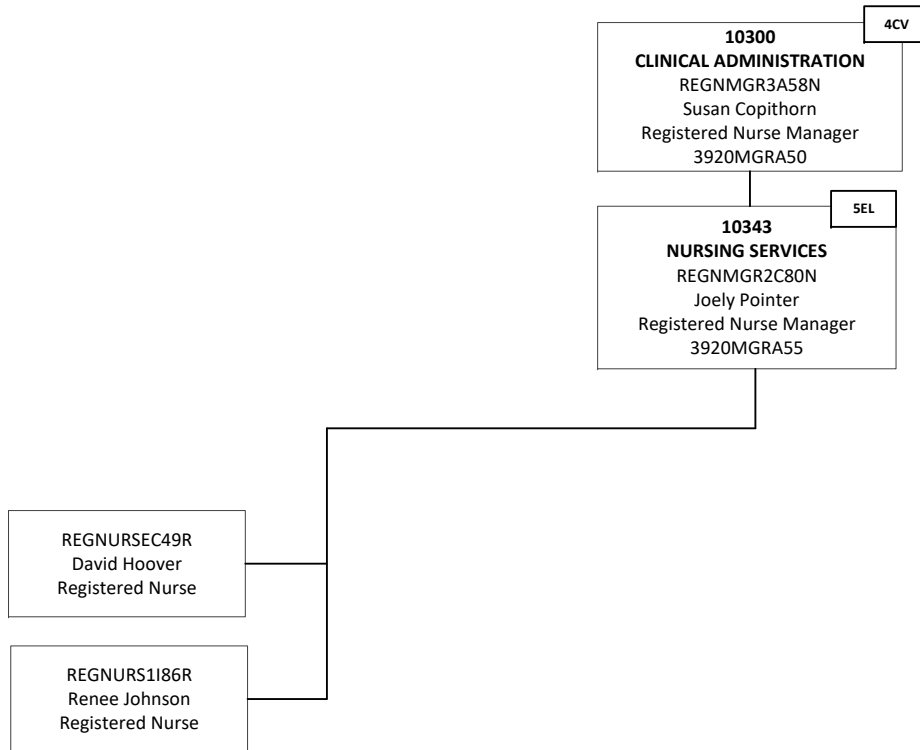 4CV
10300
CLINICAL ADMINISTRATION
REGNMGR3A58N
Susan Copithorn
Registered Nurse Manager
3920MGRA50
5EL
10343
NURSING SERVICES
REGNMGR2C80N
Joely Pointer
Registered Nurse Manager
3920MGRA55
REGNURSEC49R
David Hoover
Registered Nurse
REGNURS1I86R
Renee Johnson
Registered Nurse